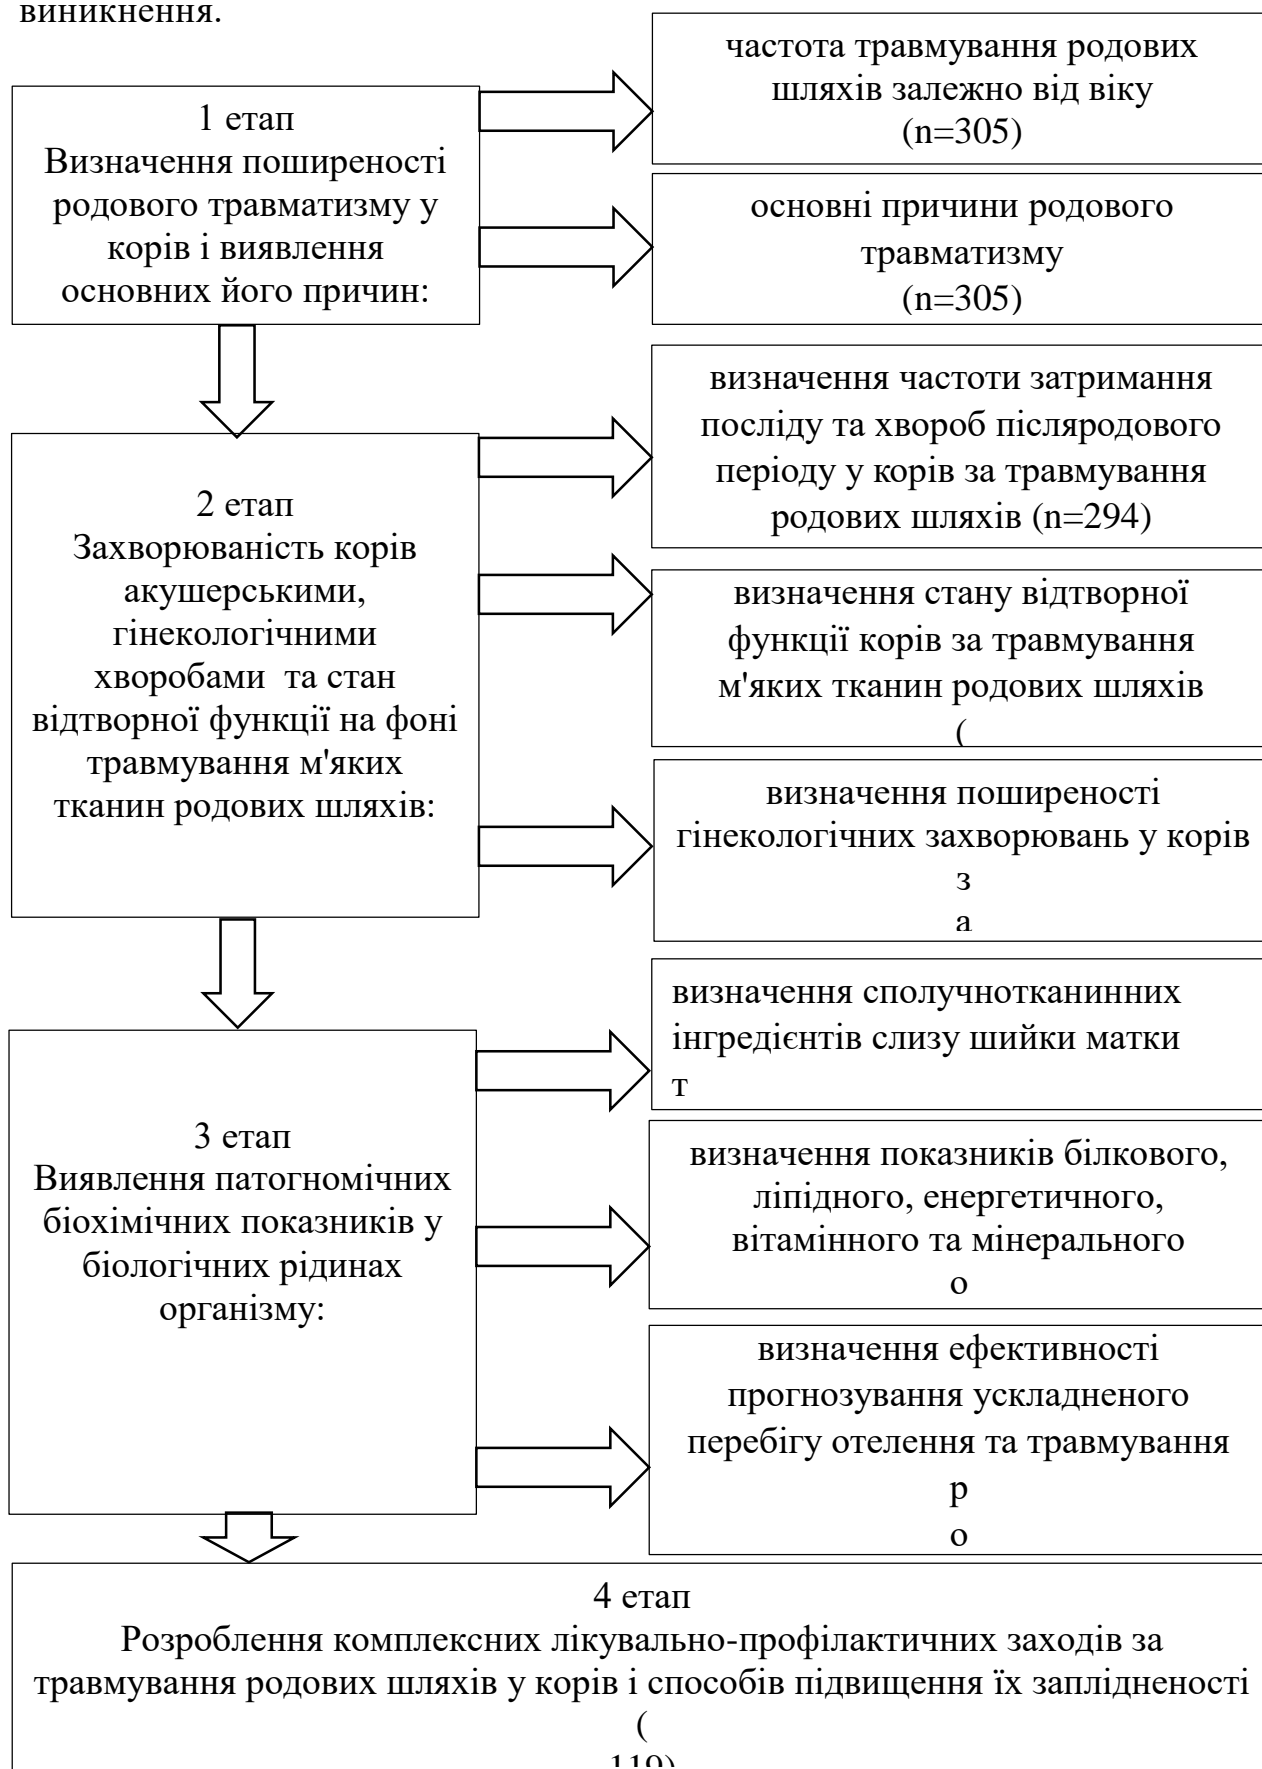 виникнення.
1 етап
Визначення поширеності
родового травматизму у
корів і виявлення
основних його причин:
частота травмування родових
шляхів залежно від віку
(n=305)
основні причини родового
травматизму
(n=305)
2 етап
Захворюваність корів
акушерськими,
гінекологічними
хворобами та стан
відтворної функції на фоні
травмування м'яких
тканин родових шляхів:
визначення частоти затримання
посліду та хвороб післяродового
періоду у корів за травмування
родових шляхів (n=294)
визначення стану відтворної
функції корів за травмування
м'яких тканин родових шляхів
(
визначення поширеності
гінекологічних захворювань у корів
з
а
3 етап
Виявлення патогномічних
біохімічних показників у
біологічних рідинах
організму:
визначення сполучнотканинних
інгредієнтів слизу шийки матки
т
визначення показників білкового,
ліпідного, енергетичного,
вітамінного та мінерального
о
визначення ефективності
прогнозування ускладненого
перебігу отелення та травмування
р
о
4 етап
Розроблення комплексних лікувально-профілактичних заходів за
травмування родових шляхів у корів і способів підвищення їх заплідненості
(
119)